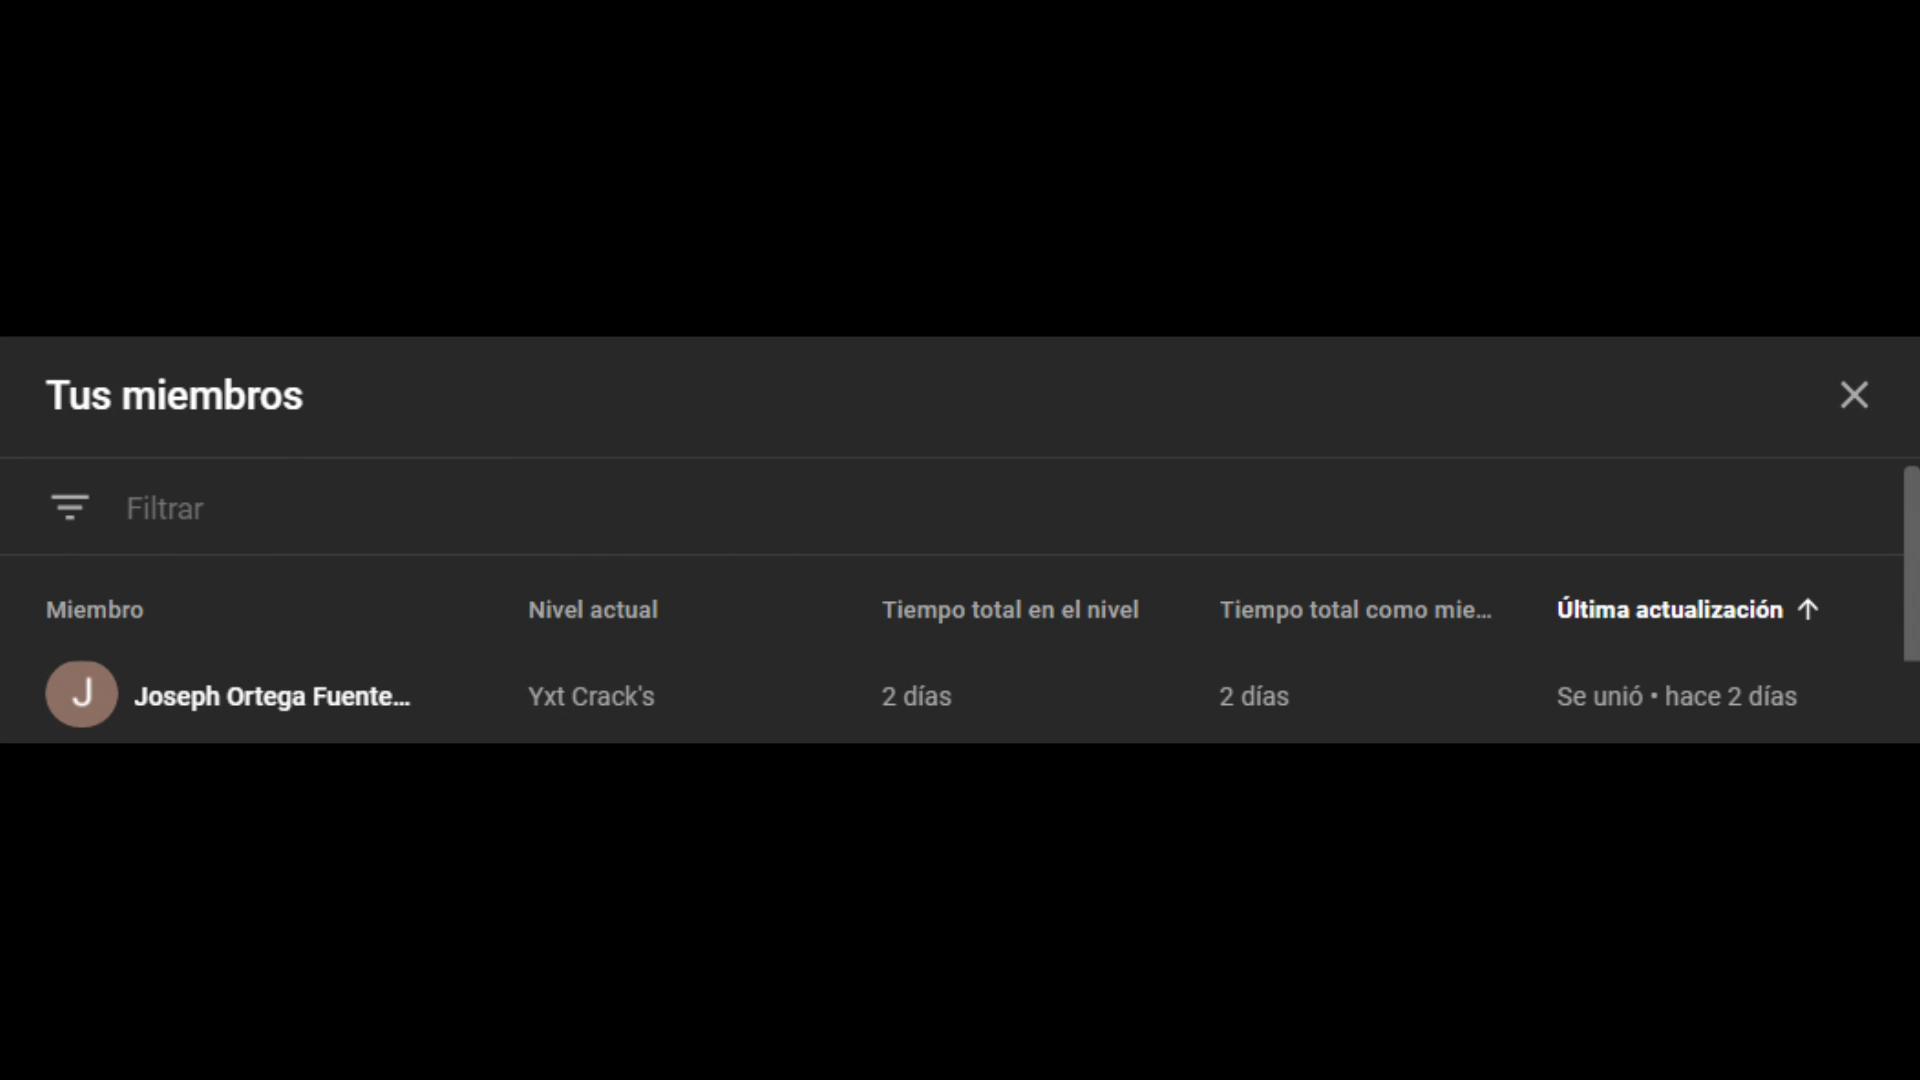 Tus miembros
Filtrar
Miembro Nivel actual Tiempo total en el nivel Tiempo total como mie... Última actualización
J Joseph Ortega Fuente... Yxt Crack's 2 días 2 días Se unió • hace 2 días